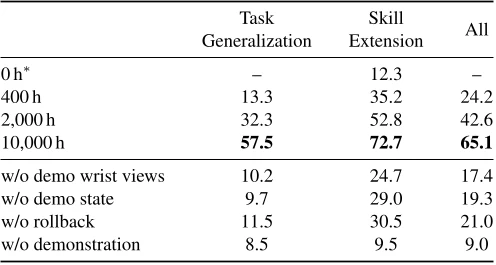 Task Generalization Skill Extension All
0 h* – 12.3 –
400 h 13.3 35.2 24.2
2,000 h 32.3 52.8 42.6
10,000 h 57.5 72.7 65.1
w/o demo wrist views 10.2 24.7 17.4
w/o demo state 9.7 29.0 19.3
w/o rollback 11.5 30.5 21.0
w/o demonstration 8.5 9.5 9.0